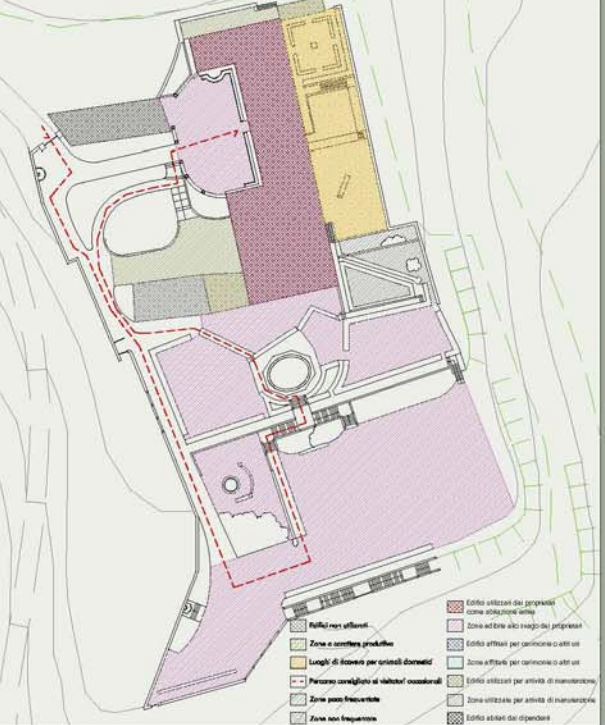 Edifici non utilizzati
Zone a carattere produttivo
Luoghi di ricovero per animali domestici
Percorso consigliato ai visitatori occasionali
Zone poco frequentate
Zone non frequentate
Edifici utilizzati dai proprietari
come abitazione
Zone adibite allo svago dei proprietari
Edifici affittati per cerimonie o altri usi
Zone affittate per cerimonie o altri usi
Edifici utilizzati per attività di manutenzione
Zone utilizzate per attività di manutenzione
Edifici abitati dai dipendenti